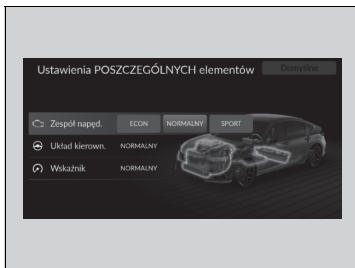 Ustawienia POSZCZEGÓLNYCH elementów Domyślne
Zespół napęd. ECON NORMALNY SPORT
Układ kierown. NORMALNY
Wskaźnik NORMALNY